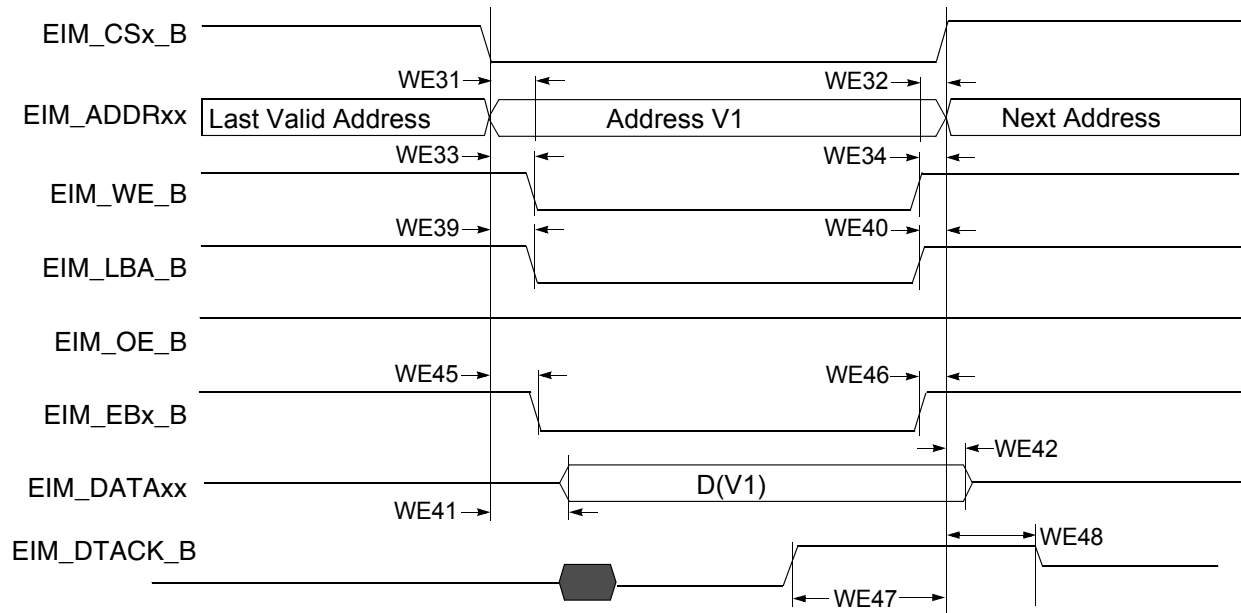 EIM_CSx_B
WE31
WE32
EIM_ADDRxx
Last Valid Address
Address V1
Next Address
WE33
WE34
EIM_WE_B
WE39
WE40
EIM_LBA_B
EIM_OE_B
WE45
WE46
EIM_EBx_B
WE42
EIM_DATAxx
D(V1)
WE41
EIM_DTACK_B
WE48
WE47